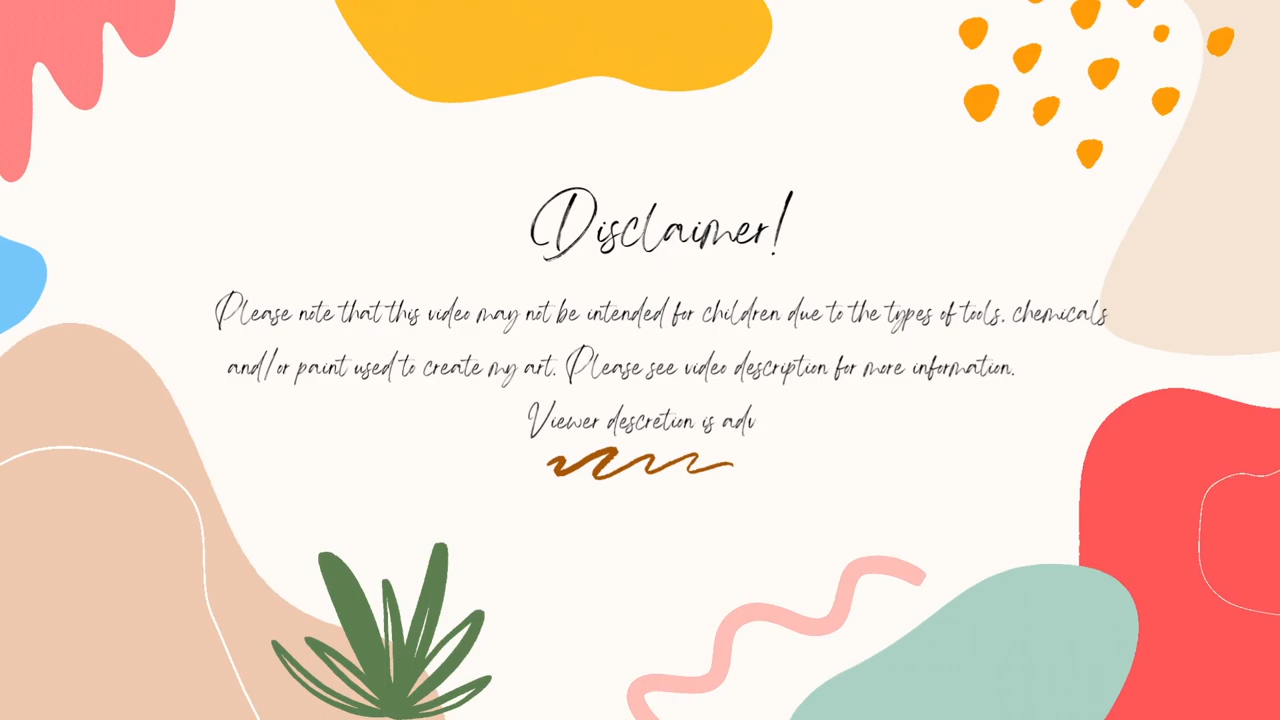 Disclaimer!
Please note that this video may not be intended for children due to the types of tools, chemicals
and/or paint used to create my art. Please see video description for more information.
Viewer descretion is adv